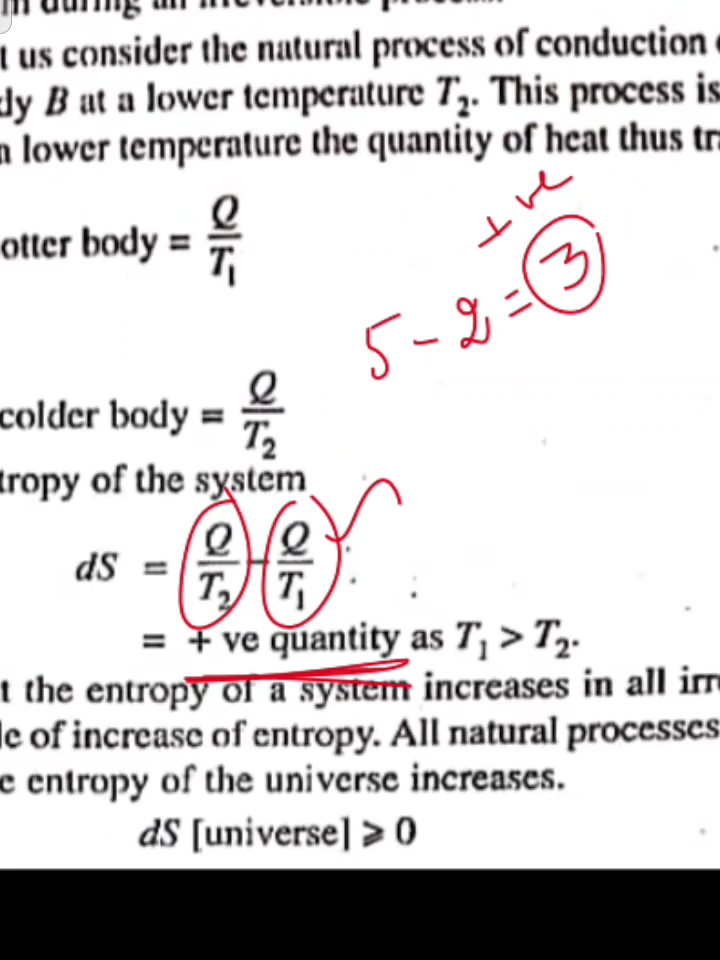 t us consider the natural process of conduction
dy B at a lower temperature T₂. This process is
lower temperature the quantity of heat thus
+ ve
otter body = Q/T₁
5 - 2 = 3
colder body = Q/T₂
tropy of the system
dS = Q/T₂ - Q/T₁
= + ve quantity as T₁ > T₂.
t the entropy of a system increases in all
of increase of entropy. All natural processes
e entropy of the universe increases.
dS [universe] ⩾ 0